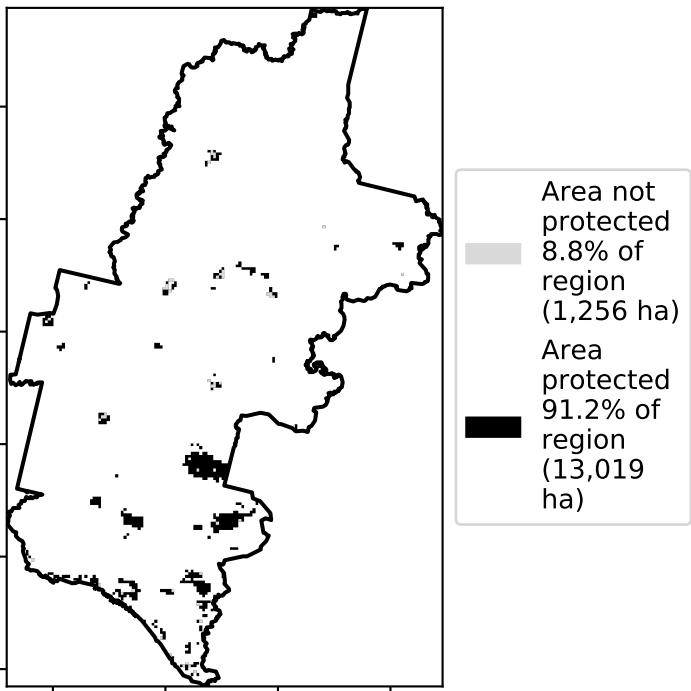 Area not
protected
8.8% of
region
(1,256 ha)
Area
protected
91.2% of
region
(13,019
ha)